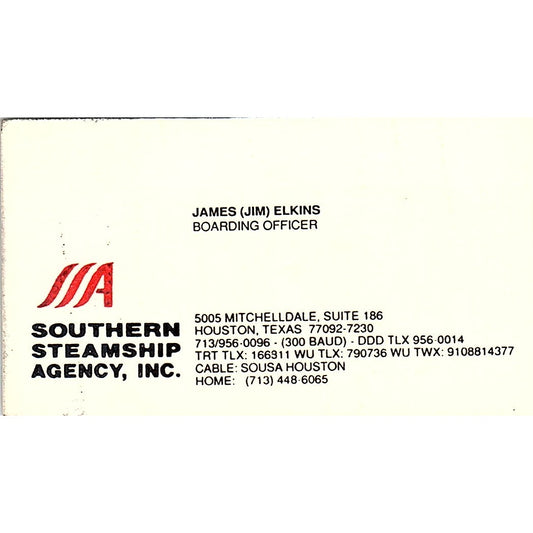 JAMES (JIM) ELKINS
BOARDING OFFICER
SSA
SOUTHERN
STEAMSHIP
AGENCY, INC.
5005 MITCHELLDALE, SUITE 186
HOUSTON, TEXAS 77092-7230
713/956-0096 - (300 BAUD) - DDD TLX 956-0014
TRT TLX: 166311 WU TLX: 790736 WU TWX: 9108814377
CABLE: SOUSA HOUSTON
HOME: (713) 448-6065